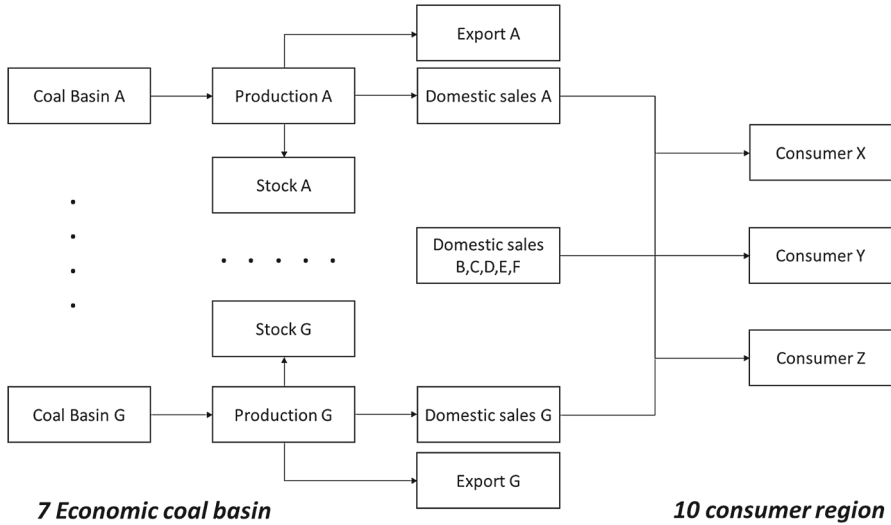 Export A
Coal Basin A
Production A
Domestic sales A
Consumer X
Stock A
Domestic sales
B,C,D,E,F
Consumer Y
Stock G
Consumer Z
Coal Basin G
Production G
Domestic sales G
Export G
7 Economic coal basin
10 consumer region